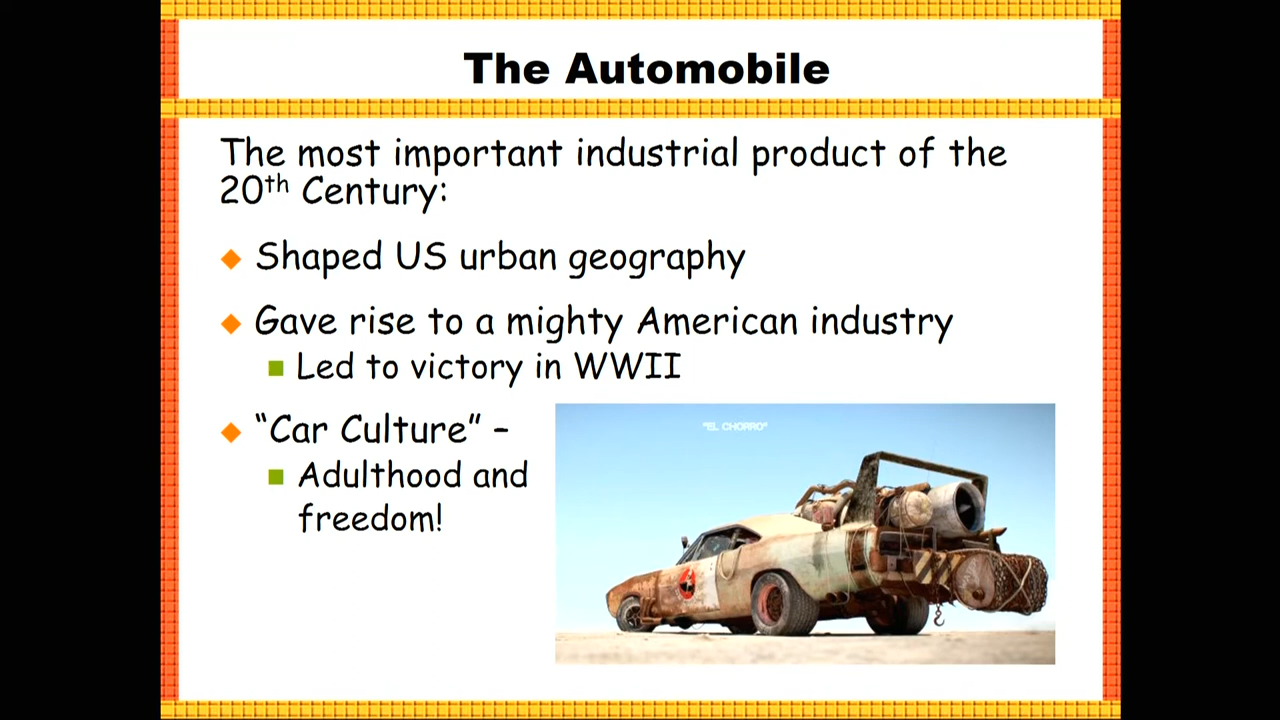 The Automobile
The most important industrial product of the
20th Century:
Shaped US urban geography
Gave rise to a mighty American industry
Led to victory in WWII
“Car Culture” –
Adulthood and
freedom!
"EL CHORRO"